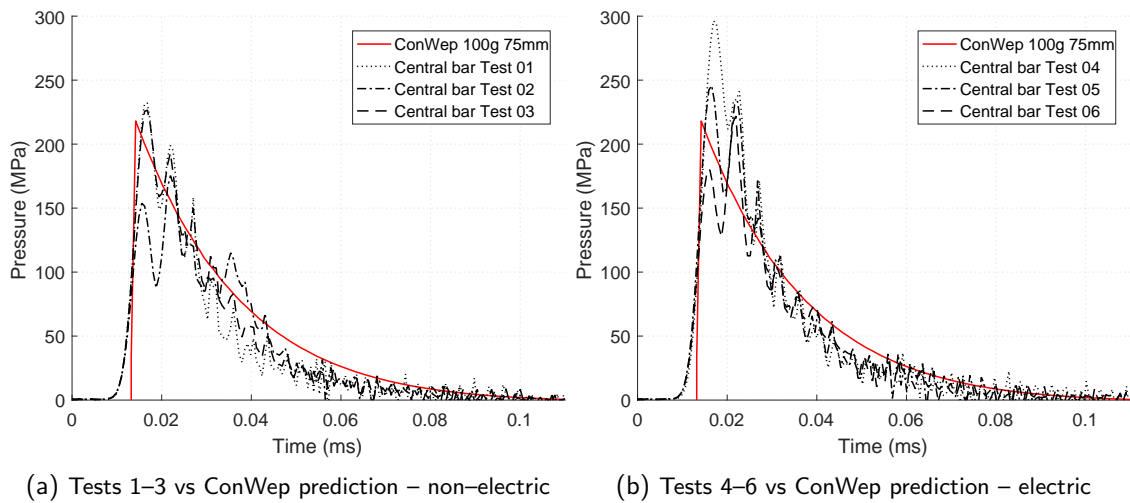 300
250
200
150
100
50
0
Pressure (MPa)
0
0.02
0.04
0.06
0.08
0.1
Time (ms)
ConWep 100g 75mm
Central bar Test 01
Central bar Test 02
Central bar Test 03
(a) Tests 1–3 vs ConWep prediction – non–electric
300
250
200
150
100
50
0
Pressure (MPa)
0
0.02
0.04
0.06
0.08
0.1
Time (ms)
ConWep 100g 75mm
Central bar Test 04
Central bar Test 05
Central bar Test 06
(b) Tests 4–6 vs ConWep prediction – electric